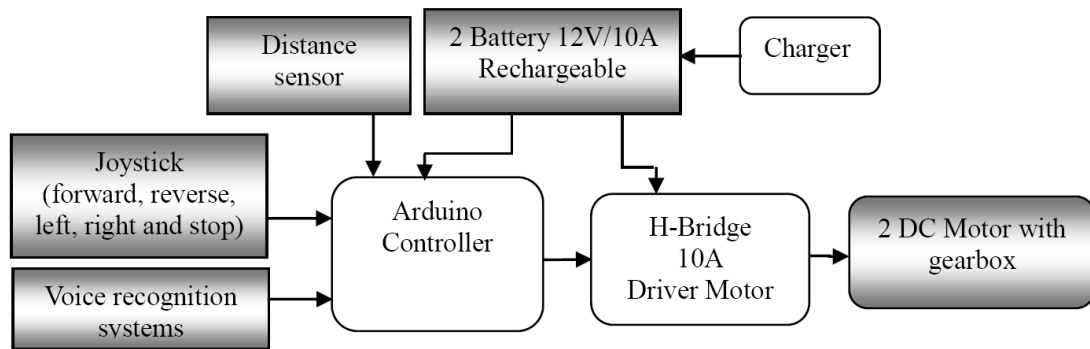 Distance
sensor
2 Battery 12V/10A
Rechargeable
Charger
Joystick
(forward, reverse,
left, right and stop)
Voice recognition
systems
Arduino
Controller
H-Bridge
10A
Driver Motor
2 DC Motor with
gearbox